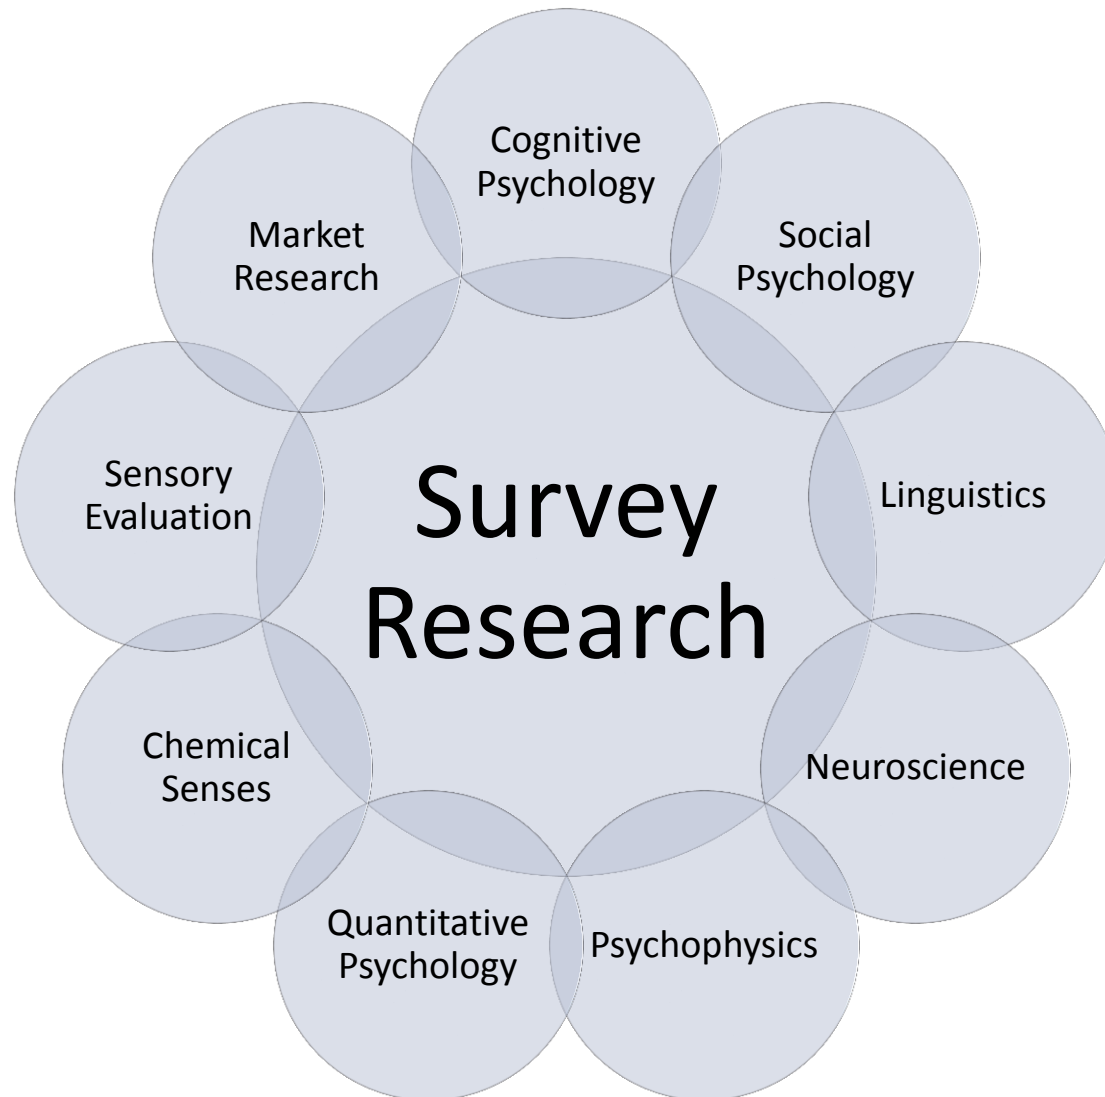 Cognitive
Psychology
Social
Psychology
Linguistics
Neuroscience
Psychophysics
Quantitative
Psychology
Chemical
Senses
Sensory
Evaluation
Market
Research
Survey
Research